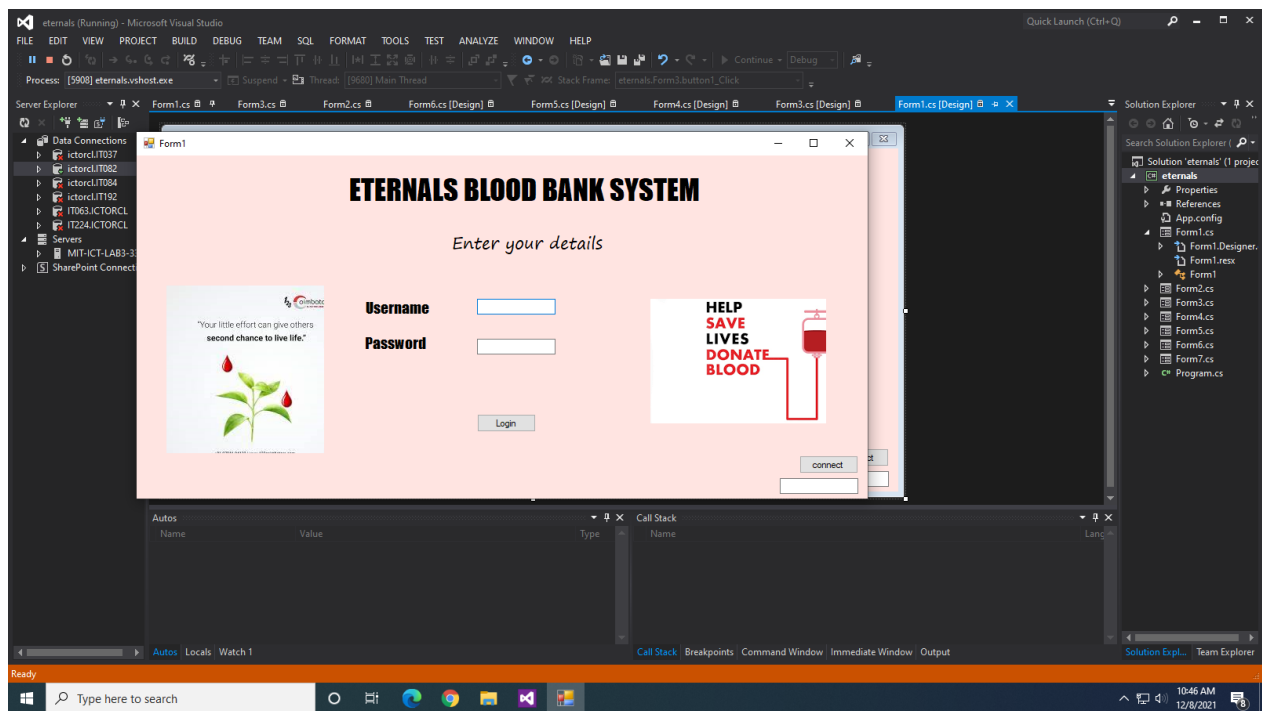 eternals (Running) - Microsoft Visual Studio
Quick Launch (Ctrl+Q)
FILE EDIT VIEW PROJECT BUILD DEBUG TEAM SQL FORMAT TOOLS TEST ANALYZE WINDOW HELP
Continue Debug
Process: [5908] eternals.vshost.exe Suspend Thread: [9680] Main Thread Stack Frame: eternals.Form3.button1_Click
Server Explorer
Form1.cs Form3.cs Form2.cs Form6.cs [Design] Form5.cs [Design] Form4.cs [Design] Form3.cs [Design] Form1.cs [Design]
Data Connections
ictorcl.IT037
ictorcl.IT082
ictorcl.IT084
ictorcl.IT192
IT063.ICTORCL
IT224.ICTORCL
Servers
MIT-ICT-LAB3-3
SharePoint Connect
Form1
ETERNALS BLOOD BANK SYSTEM
Enter your details
"Your little effort can give others
second chance to live life."
Username
Password
Login
HELP
SAVE
LIVES
DONATE
BLOOD
connect
ct
Solution Explorer
Search Solution Explorer (
Solution 'eternals' (1 projec
eternals
Properties
References
App.config
Form1.cs
Form1.Designer.
Form1.resx
Form1
Form2.cs
Form3.cs
Form4.cs
Form5.cs
Form6.cs
Form7.cs
Program.cs
Autos
Name Value Type
Call Stack
Name Lang
Autos Locals Watch 1
Call Stack Breakpoints Command Window Immediate Window Output
Solution Expl... Team Explorer
Ready
Type here to search
10:46 AM
12/8/2021
8